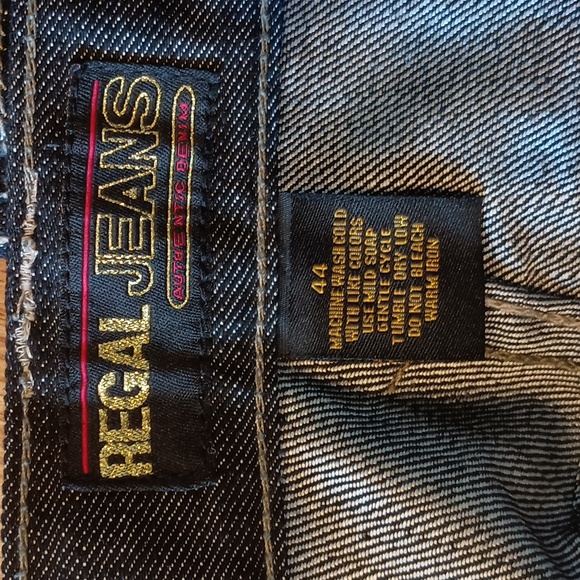 REGAL JEANS
AUTHENTIC DENIM
44
MACHINE WASH COLD
WITH LIKE COLORS
USE MILD SOAP
GENTLE CYCLE
TUMBLE DRY LOW
DO NOT BLEACH
WARM IRON